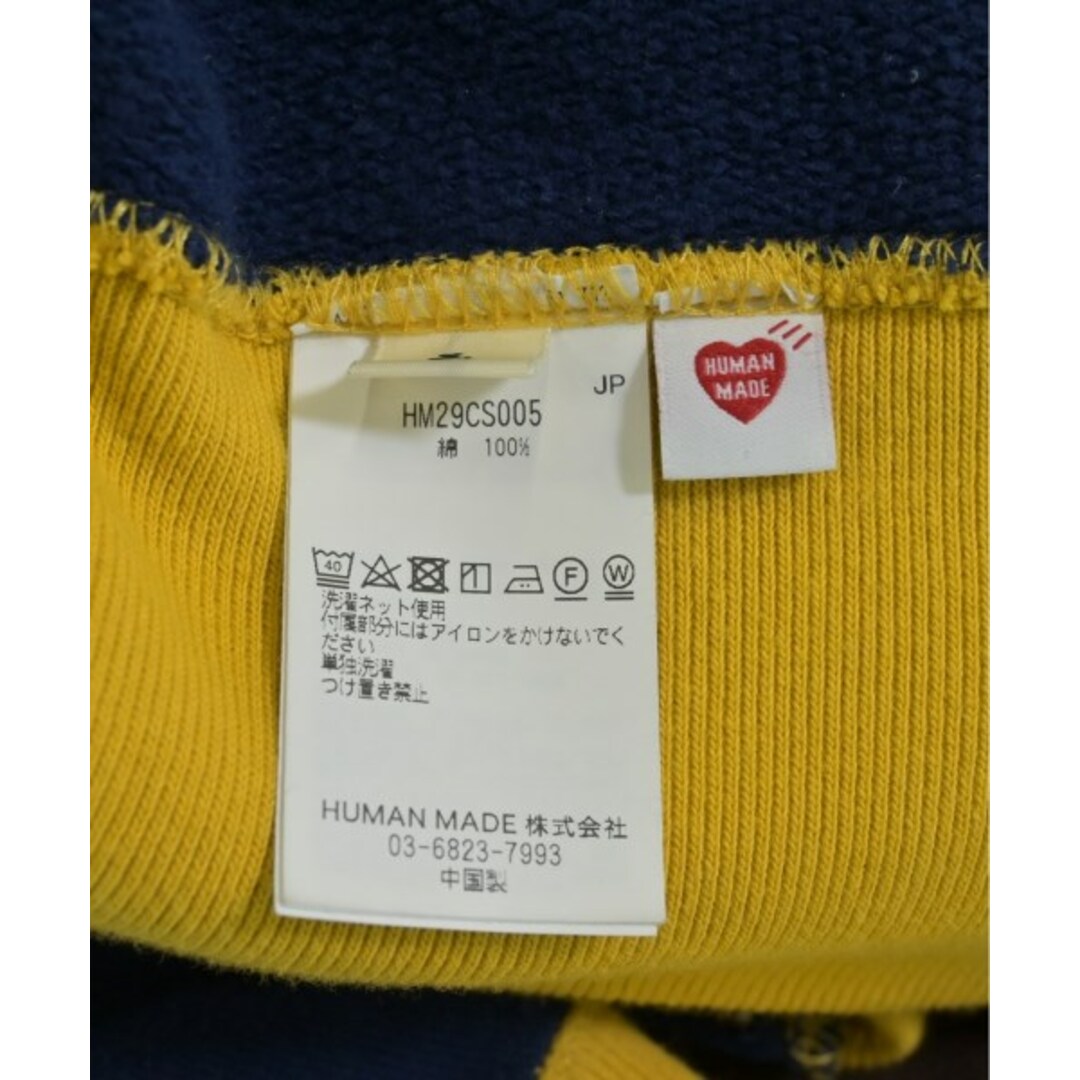 JP
HUMAN
MADE
HM29CS005
綿 100%
40
F
W
洗濯ネット使用
付属部分にはアイロンをかけないでく
ださい
単独洗濯
つけ置き禁止
HUMAN MADE 株式会社
03-6823-7993
中国製